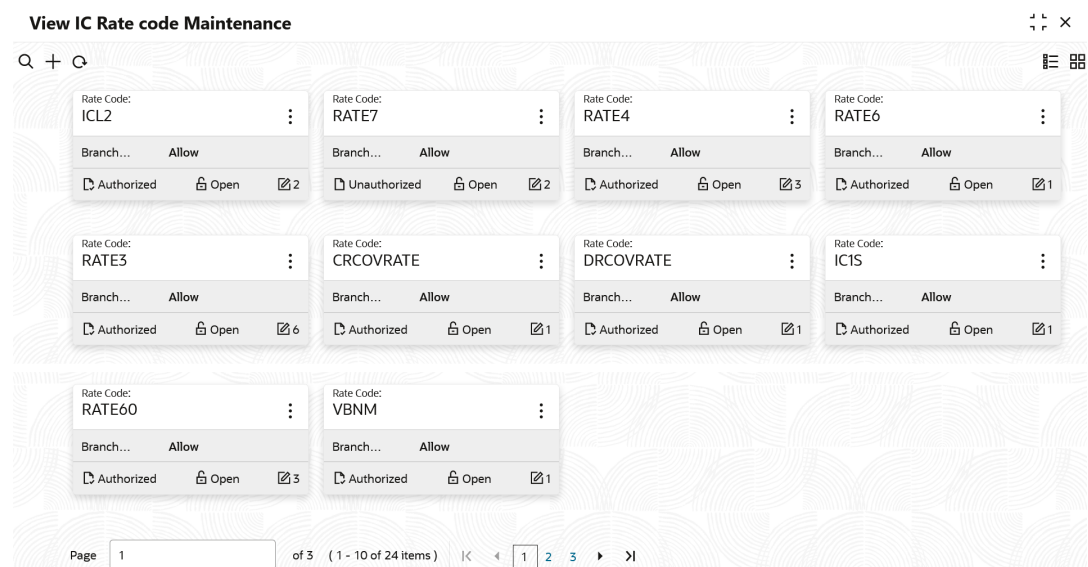 View IC Rate code Maintenance
Rate Code: Rate Code: Rate Code: Rate Code:
ICL2 RATE7 RATE4 RATE6
Branch... Allow Branch... Allow Branch... Allow Branch... Allow
Authorized Open 2 Unauthorized Open 2 Authorized Open 3 Authorized Open 1
Rate Code: Rate Code: Rate Code: Rate Code:
RATE3 CRCOVRATE DRCOVRATE IC1S
Branch... Allow Branch... Allow Branch... Allow Branch... Allow
Authorized Open 6 Authorized Open 1 Authorized Open 1 Authorized Open 1
Rate Code: Rate Code:
RATE60 VBNM
Branch... Allow Branch... Allow
Authorized Open 3 Authorized Open 1
Page 1 of 3 ( 1 - 10 of 24 items ) 1 2 3